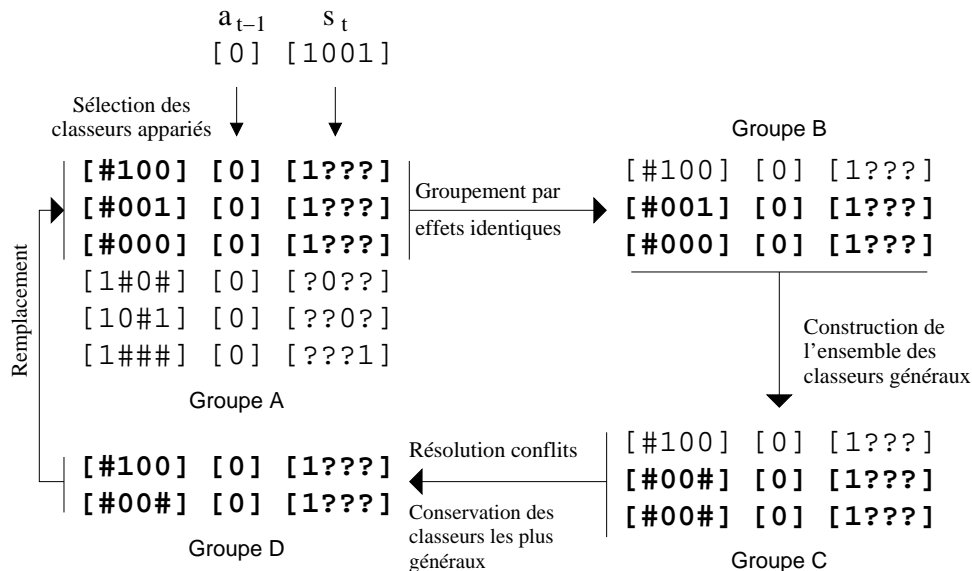 a t–1 s t
[0] [1001]
Sélection des
classeurs appariés
[#100] [0] [1???]
[#001] [0] [1???]
[#000] [0] [1???]
[1#0#] [0] [?0??]
[10#1] [0] [??0?]
[1###] [0] [???1]
Groupe A
Groupement par
effets identiques
Groupe B
[#100] [0] [1???]
[#001] [0] [1???]
[#000] [0] [1???]
Construction de
l'ensemble des
classeurs généraux
[#100] [0] [1???]
[#00#] [0] [1???]
[#00#] [0] [1???]
Groupe C
Résolution conflits
Conservation des
classeurs les plus
généraux
[#100] [0] [1???]
[#00#] [0] [1???]
Groupe D
Remplacement